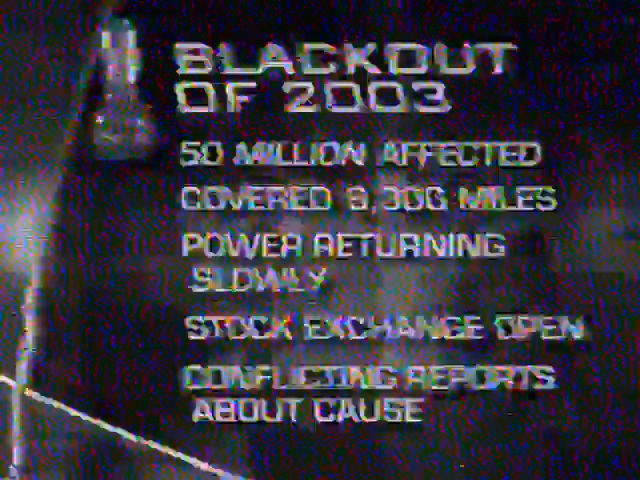 BLACKOUT
OF 2003
50 MILLION AFFECTED
COVERED 9,300 MILES
POWER RETURNING
SLOWLY
STOCK EXCHANGE OPEN
CONFLICTING REPORTS
ABOUT CAUSE